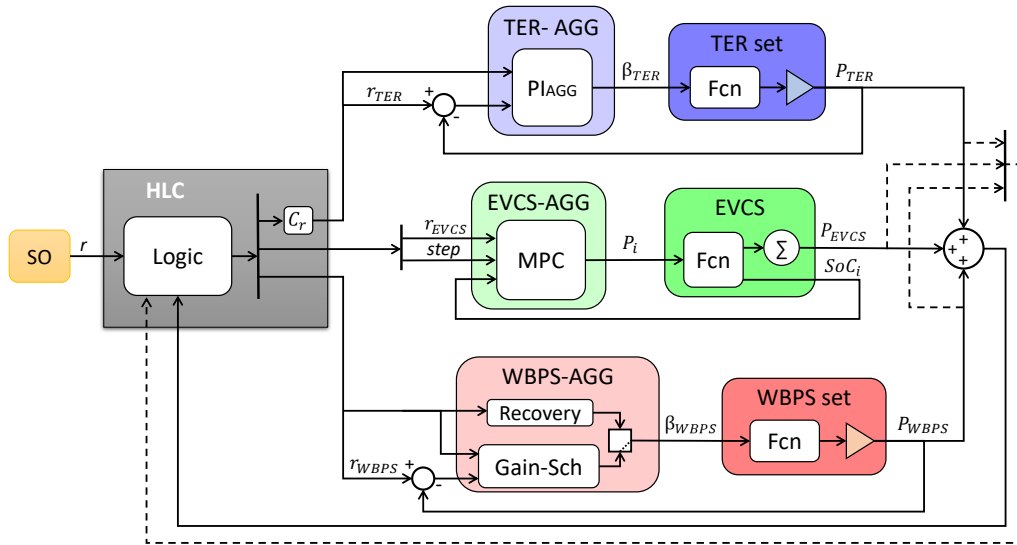 TER- AGG
TER set
PI_AGG
r_TER
+
-
β_TER
Fcn
P_TER
HLC
C_r
SO
r
Logic
EVCS-AGG
EVCS
r_EVCS
step
MPC
P_i
Fcn
Σ
P_EVCS
SoC_i
+
+
+
WBPS-AGG
WBPS set
Recovery
Gain-Sch
r_WBPS
+
-
β_WBPS
Fcn
P_WBPS